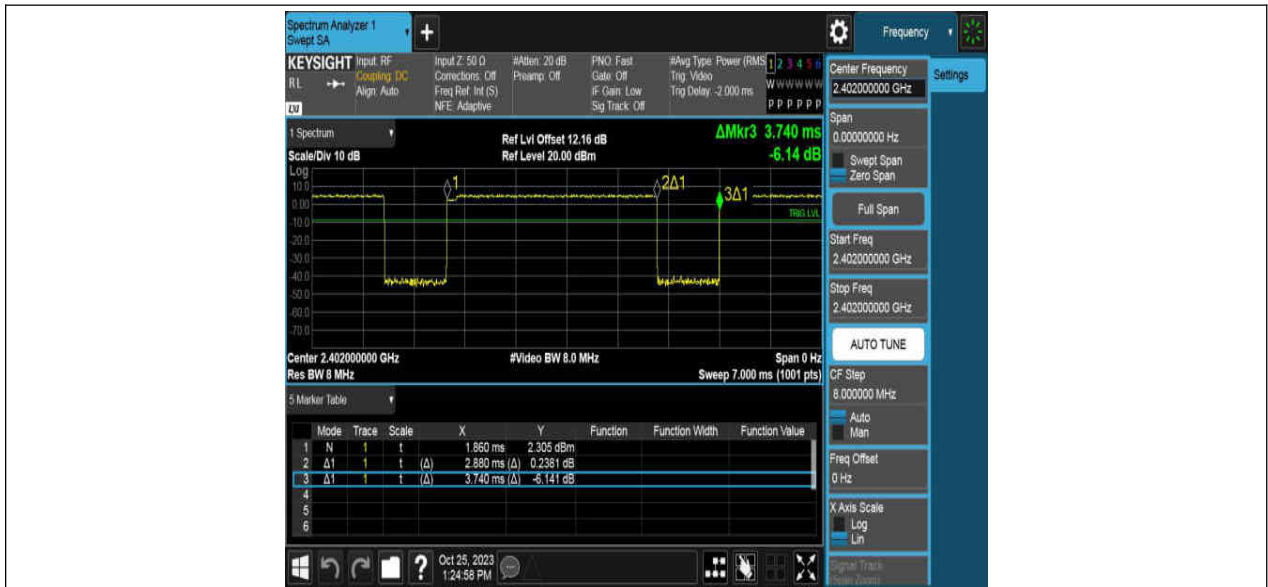 Spectrum Analyzer 1
Swept SA
+
Frequency
KEYSIGHT
RL
LXI
Input: RF
Coupling: DC
Align: Auto
Input Z: 50 Ω
Corrections: Off
Freq Ref: Int (S)
NFE: Adaptive
#Atten: 20 dB
Preamp: Off
PNO: Fast
Gate: Off
IF Gain: Low
Sig Track: Off
#Avg Type: Power (RMS
Trig: Video
Trig Delay: -2.000 ms
1 2 3 4 5 6
W W W W W W
P P P P P P
1 Spectrum
Scale/Div 10 dB
Ref Lvl Offset 12.16 dB
Ref Level 20.00 dBm
ΔMkr3 3.740 ms
-6.14 dB
Log
10.0
0.00
-10.0
-20.0
-30.0
-40.0
-50.0
-60.0
-70.0
1
2Δ1
3Δ1
TRIG LVL
Center 2.402000000 GHz
#Video BW 8.0 MHz
Span 0 Hz
Res BW 8 MHz
Sweep 7.000 ms (1001 pts)
5 Marker Table
Mode Trace Scale X Y Function Function Width Function Value
1 N 1 t 1.860 ms 2.305 dBm
2 Δ1 1 t (Δ) 2.880 ms (Δ) 0.2381 dB
3 Δ1 1 t (Δ) 3.740 ms (Δ) -6.141 dB
4
5
6
?
Oct 25, 2023
1:24:58 PM
Center Frequency
2.402000000 GHz
Settings
Span
0.00000000 Hz
Swept Span
Zero Span
Full Span
Start Freq
2.402000000 GHz
Stop Freq
2.402000000 GHz
AUTO TUNE
CF Step
8.000000 MHz
Auto
Man
Freq Offset
0 Hz
X Axis Scale
Log
Lin
Signal Track
(Span Zoom)